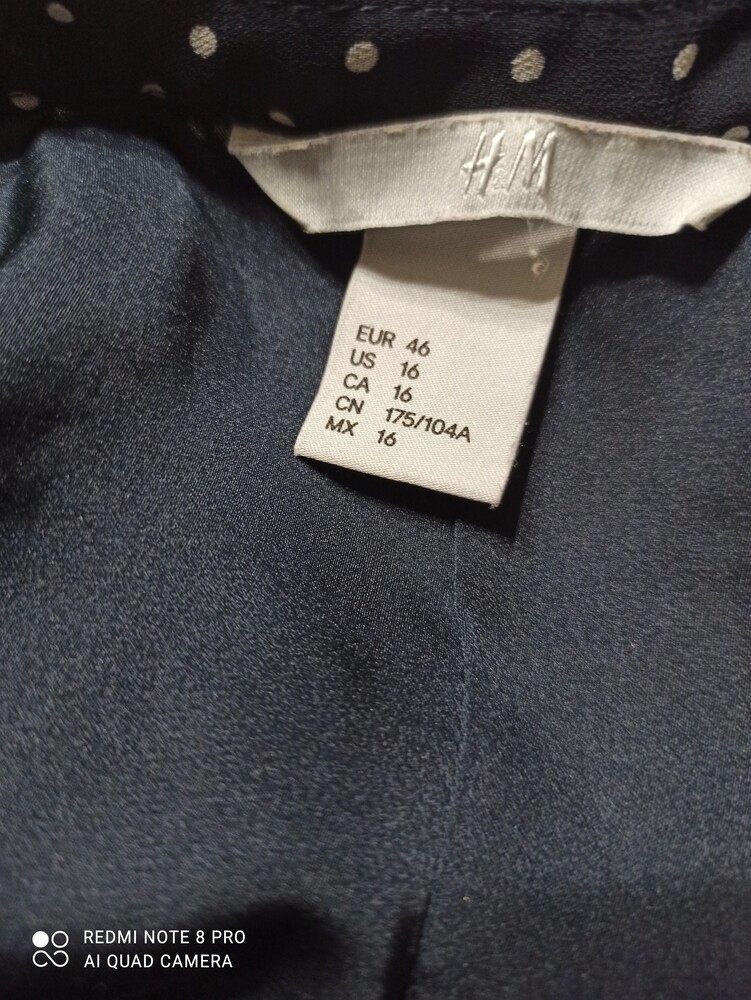 H&M
EUR 46
US 16
CA 16
CN 175/104A
MX 16
REDMI NOTE 8 PRO
AI QUAD CAMERA